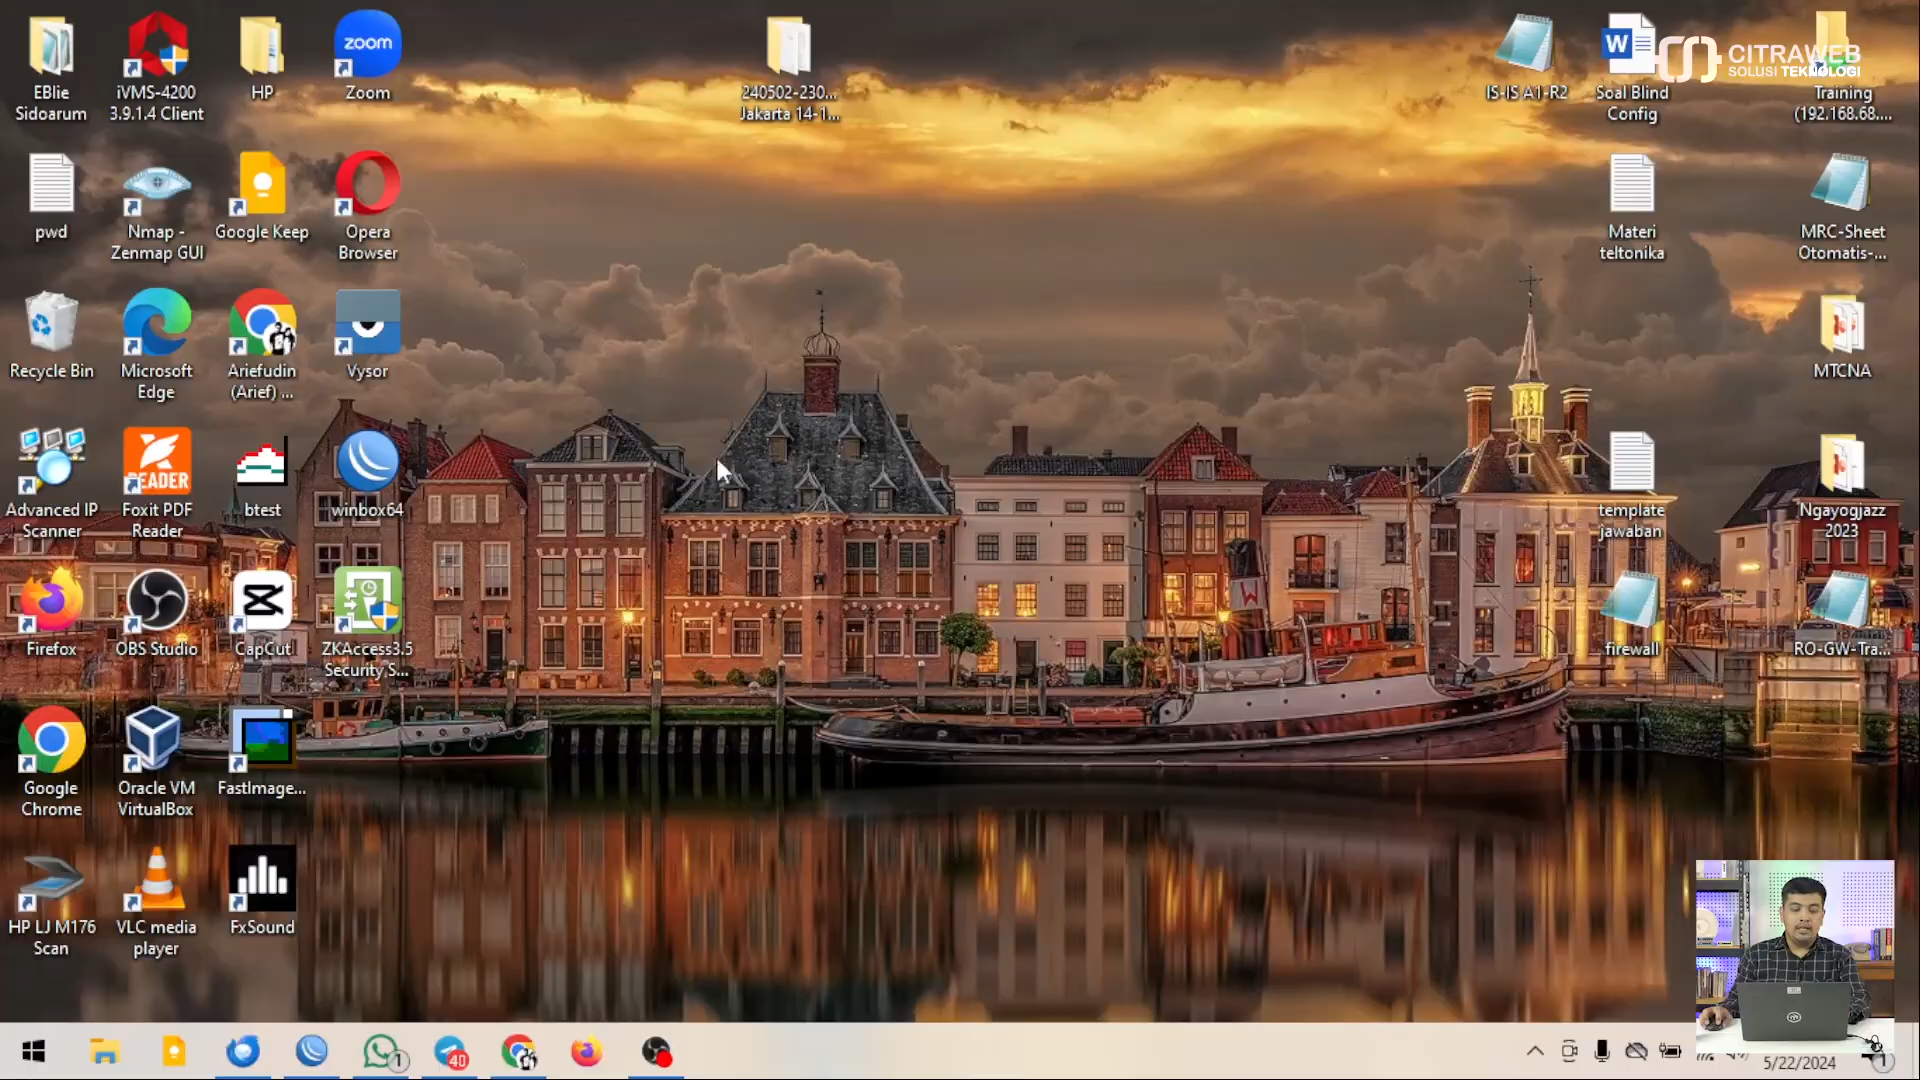 EBlie
Sidoarum
iVMS-4200
3.9.1.4 Client
HP
zoom
Zoom
240502-230...
Jakarta 14-1...
IS-IS A1-R2
W
Soal Blind
Config
CITRAWEB
SOLUSI TEKNOLOGI
Training
(192.168.68....
pwd
Nmap -
Zenmap GUI
Google Keep
Opera
Browser
Materi
teltonika
MRC-Sheet
Otomatis-...
Recycle Bin
Microsoft
Edge
Ariefudin
(Arief) ...
Vysor
MTCNA
Advanced IP
Scanner
READER
Foxit PDF
Reader
btest
winbox64
template
jawaban
Ngayogjazz
2023
Firefox
OBS Studio
CapCut
ZKAccess3.5
Security S...
firewall
RO-GW-Tra...
Google
Chrome
Oracle VM
VirtualBox
FastImage...
HP LJ M176
Scan
VLC media
player
FxSound
1
40
5/22/2024
1